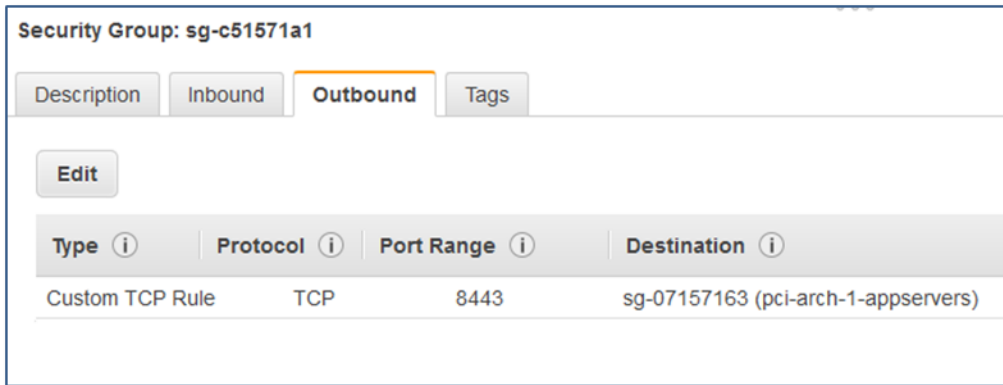 Security Group: sg-c51571a1
Description Inbound Outbound Tags
Edit
Type i Protocol i Port Range i Destination i
Custom TCP Rule TCP 8443 sg-07157163 (pci-arch-1-appservers)